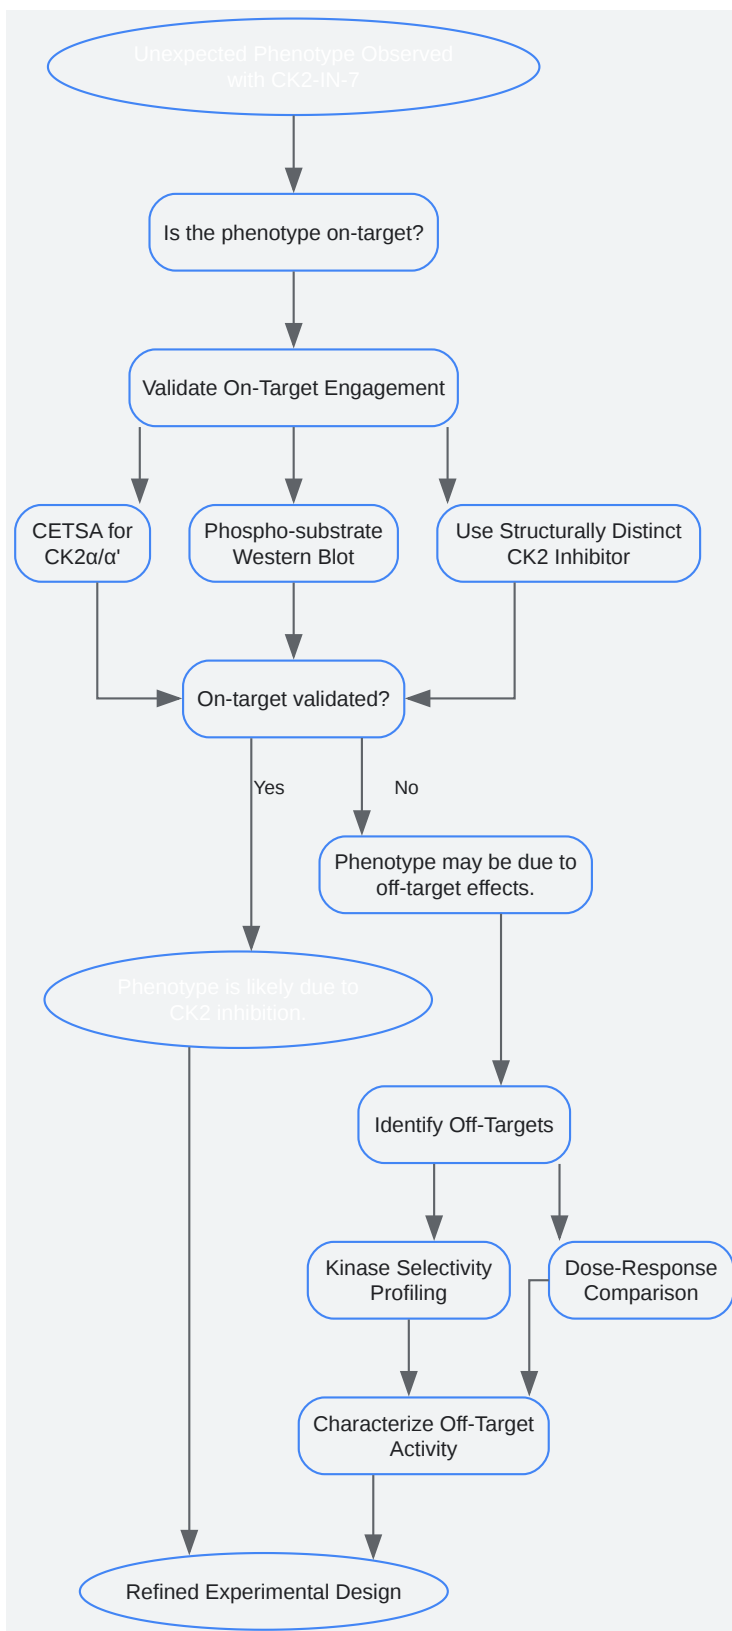 Unexpected Phenotype Observed
with CK2-IN-7
Is the phenotype on-target?
Validate On-Target Engagement
CETSA for
CK2α/α'
Phospho-substrate
Western Blot
Use Structurally Distinct
CK2 Inhibitor
On-target validated?
Yes
No
Phenotype may be due to
off-target effects.
Phenotype is likely due to
CK2 inhibition.
Identify Off-Targets
Kinase Selectivity
Profiling
Dose-Response
Comparison
Characterize Off-Target
Activity
Refined Experimental Design